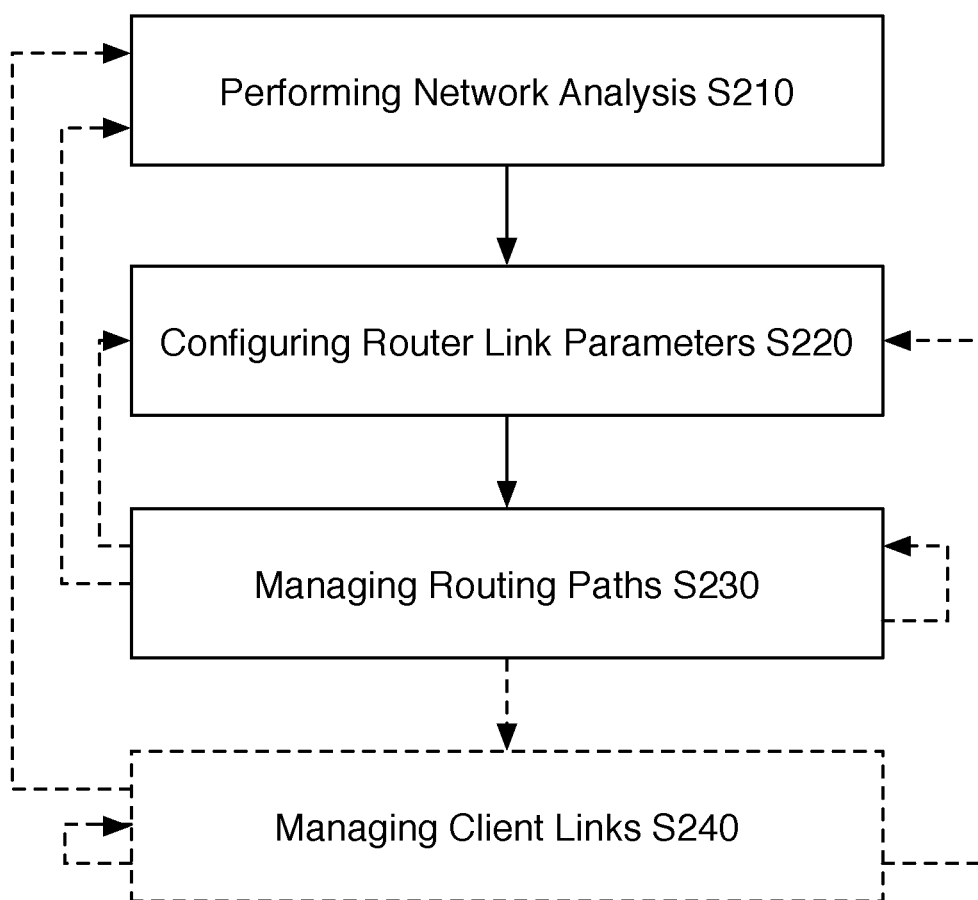 Performing Network Analysis S210
Configuring Router Link Parameters S220
Managing Routing Paths S230
Managing Client Links S240